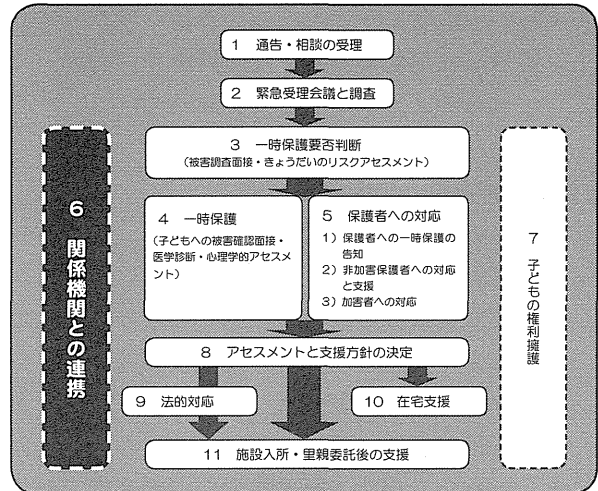 1 通告・相談の受理
2 緊急受理会議と調査
3 一時保護要否判断
(被害調査面接・きょうだいのリスクアセスメント)
4 一時保護
(子どもへの被害確認面接・
医学診断・心理学的アセスメ
ント)
5 保護者への対応
1) 保護者への一時保護の
告知
2) 非加害保護者への対応
と支援
3) 加害者への対応
6 関係機関との連携
7 子どもの権利擁護
8 アセスメントと支援方針の決定
9 法的対応
10 在宅支援
11 施設入所・里親委託後の支援